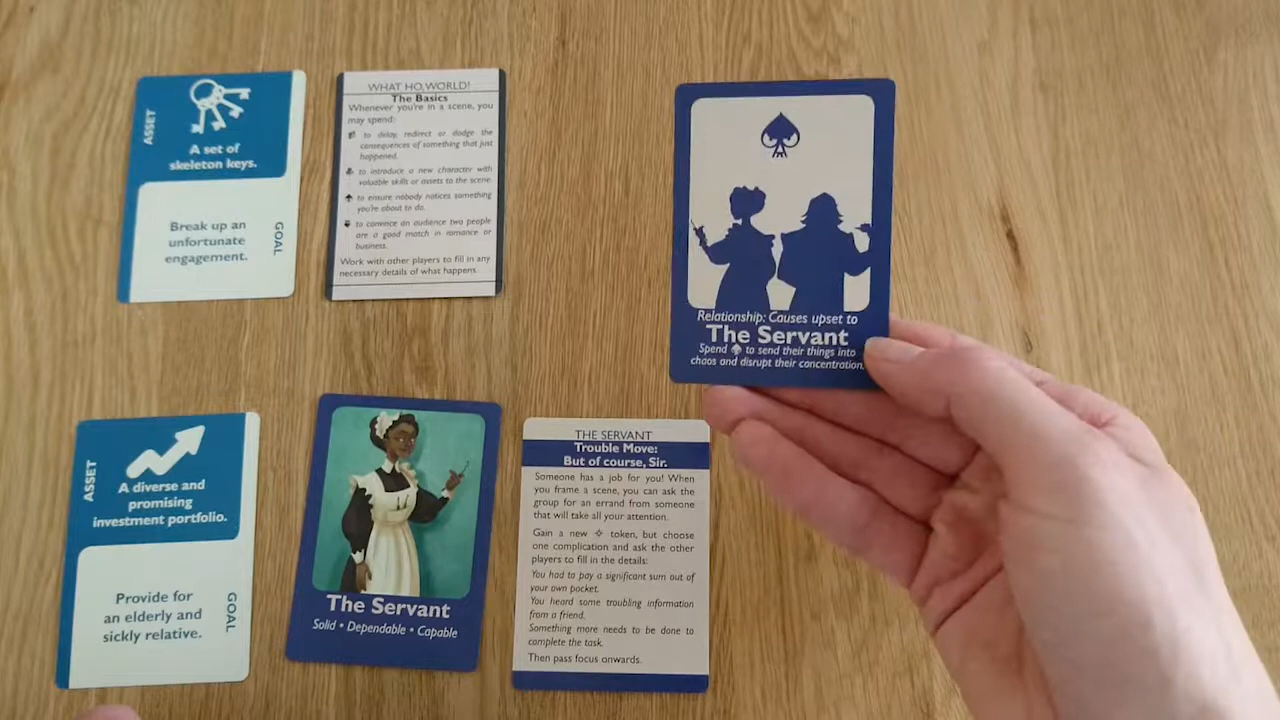 ASSET
A set of
skeleton keys.
Break up an
unfortunate
engagement.
GOAL
WHAT HO, WORLD!
The Basics
Whenever you're in a scene, you
may spend:
to delay, redirect or dodge the
consequences of something that just
happened.
to introduce a new character with
valuable skills or assets to the scene.
to ensure nobody notices something
you're about to do.
to convince an audience two people
are a good match in romance or
business.
Work with other players to fill in any
necessary details of what happens.
Relationship: Causes upset to
The Servant
Spend to send their things into
chaos and disrupt their concentration.
ASSET
A diverse and
promising
investment portfolio.
Provide for
an elderly and
sickly relative.
GOAL
The Servant
Solid • Dependable • Capable
THE SERVANT
Trouble Move:
But of course, Sir.
Someone has a job for you! When
you frame a scene, you can ask the
group for an errand from someone
that will take all your attention.
Gain a new token, but choose
one complication and ask the other
players to fill in the details:
You had to pay a significant sum out of
your own pocket.
You heard some troubling information
from a friend.
Something more needs to be done to
complete the task.
Then pass focus onwards.